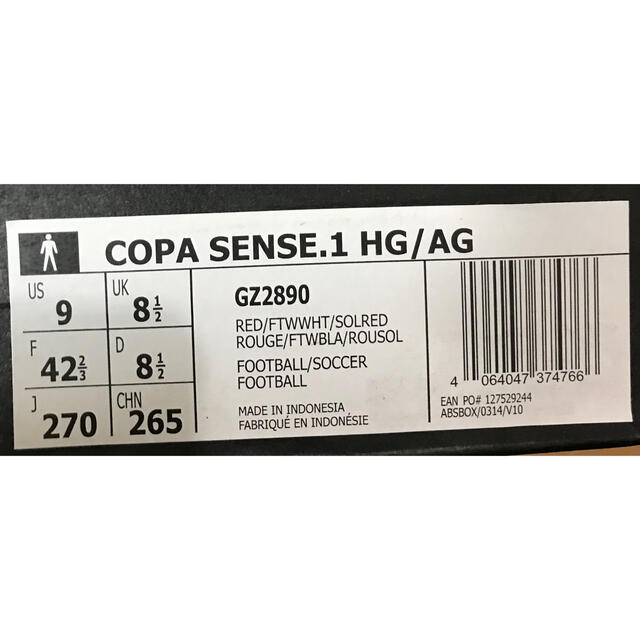 COPA SENSE.1 HG/AG
US 9
UK 8 1/2
F 42 2/3
D 8 1/2
J 270
CHN 265
GZ2890
RED/FTWWHT/SOLRED
ROUGE/FTWBLA/ROUSOL
FOOTBALL/SOCCER
FOOTBALL
MADE IN INDONESIA
FABRIQUÉ EN INDONÉSIE
4 064047 374766
EAN PO# 127529244
ABSBOX/0314/V10